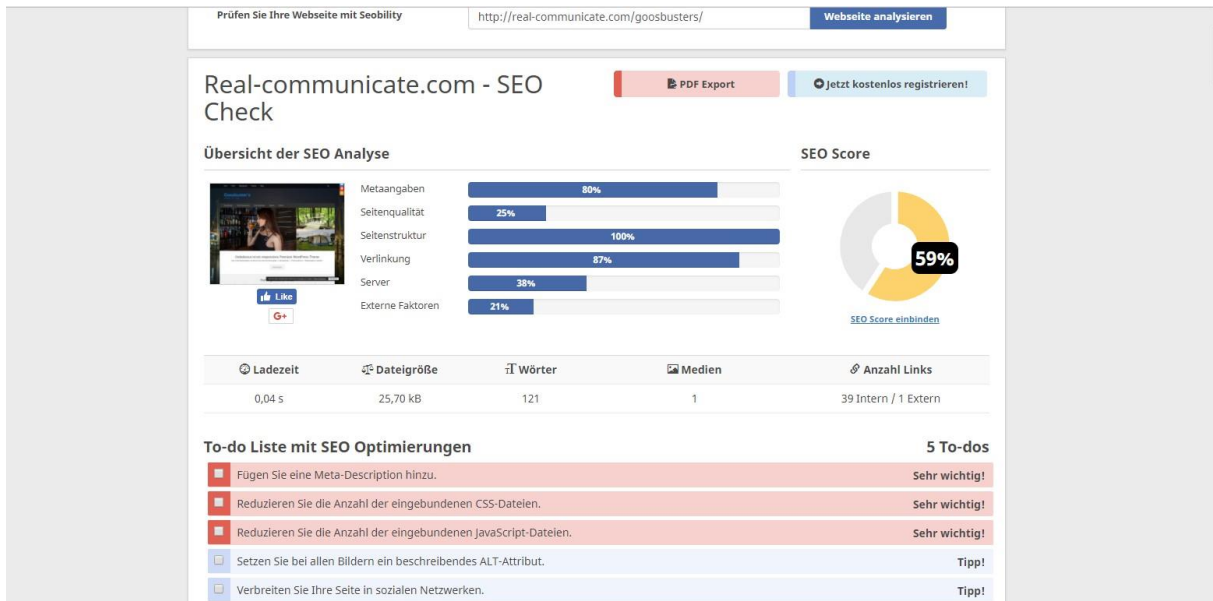 Prüfen Sie Ihre Webseite mit Seobility
http://real-communicate.com/goosbusters/
Webseite analysieren
Real-communicate.com - SEO
Check
PDF Export
Jetzt kostenlos registrieren!
Übersicht der SEO Analyse
SEO Score
Metaangaben 80%
Seitenqualität 25%
Seitenstruktur 100%
Verlinkung 87%
Server 38%
Externe Faktoren 21%
Like
G+
59%
SEO Score einbinden
Ladezeit Dateigröße Wörter Medien Anzahl Links
0,04 s 25,70 kB 121 1 39 Intern / 1 Extern
To-do Liste mit SEO Optimierungen 5 To-dos
Fügen Sie eine Meta-Description hinzu. Sehr wichtig!
Reduzieren Sie die Anzahl der eingebundenen CSS-Dateien. Sehr wichtig!
Reduzieren Sie die Anzahl der eingebundenen JavaScript-Dateien. Sehr wichtig!
Setzen Sie bei allen Bildern ein beschreibendes ALT-Attribut. Tipp!
Verbreiten Sie Ihre Seite in sozialen Netzwerken. Tipp!